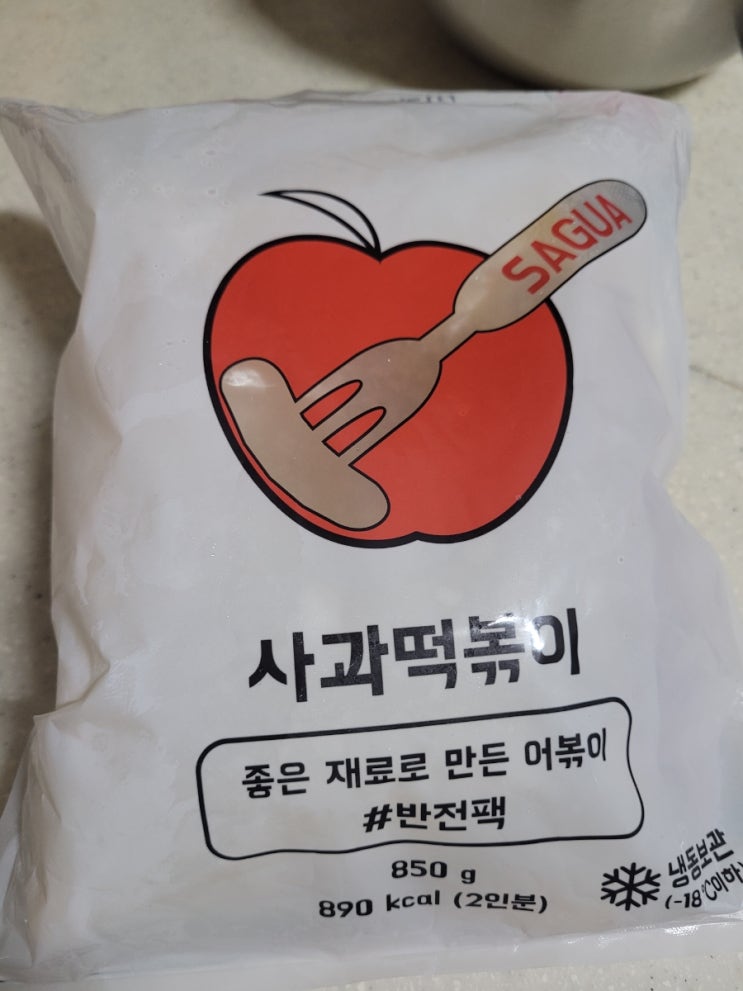 SAGUA
사과떡볶이
좋은 재료로 만든 어볶이
#반전팩
850 g
890 kcal (2인분)
냉동보관
(-18℃이하)